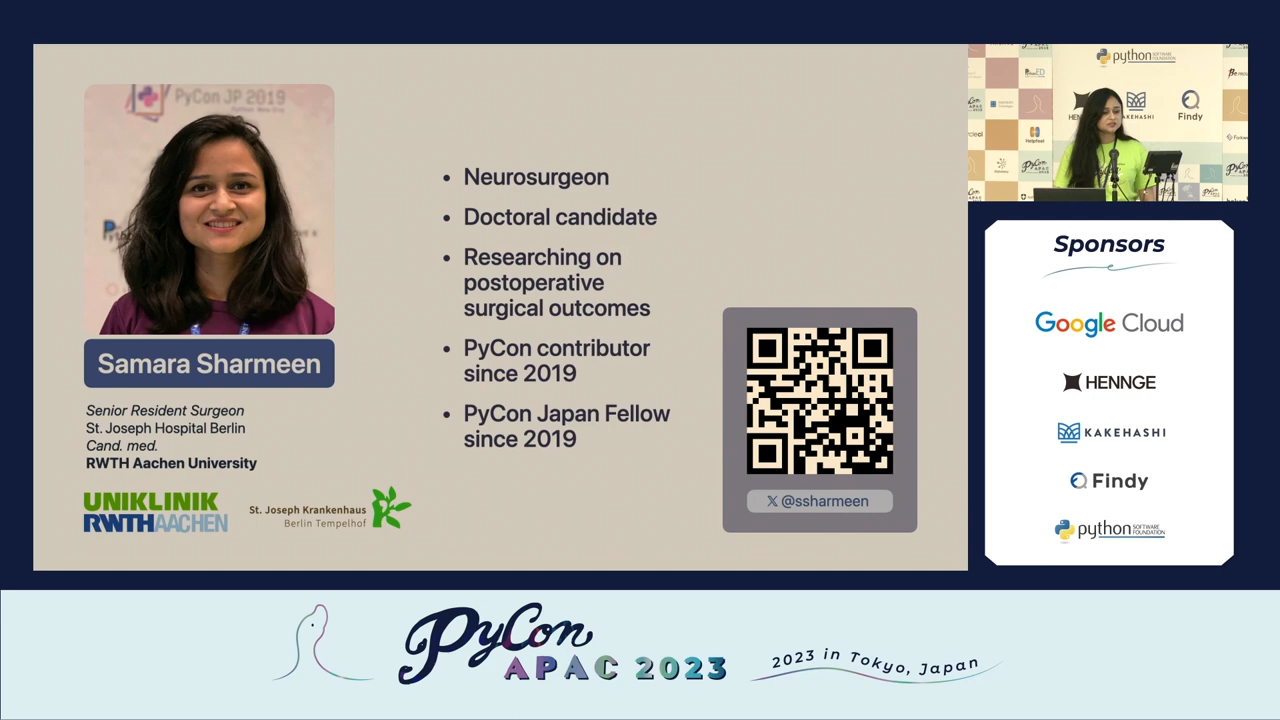 PyCon JP 2019
Samara Sharmeen
Senior Resident Surgeon
St. Joseph Hospital Berlin
Cand. med.
RWTH Aachen University
UNIKLINIK
RWTHAACHEN
St. Joseph Krankenhaus
Berlin Tempelhof
• Neurosurgeon
• Doctoral candidate
• Researching on
postoperative
surgical outcomes
• PyCon contributor
since 2019
• PyCon Japan Fellow
since 2019
𝕏 @ssharmeen
python
SOFTWARE
FOUNDATION
KAKEHASHI
Findy
Helpfeel
Sponsors
Google Cloud
HENNGE
KAKEHASHI
Findy
python
SOFTWARE
FOUNDATION
PyCon
APAC 2023
2023 in Tokyo, Japan